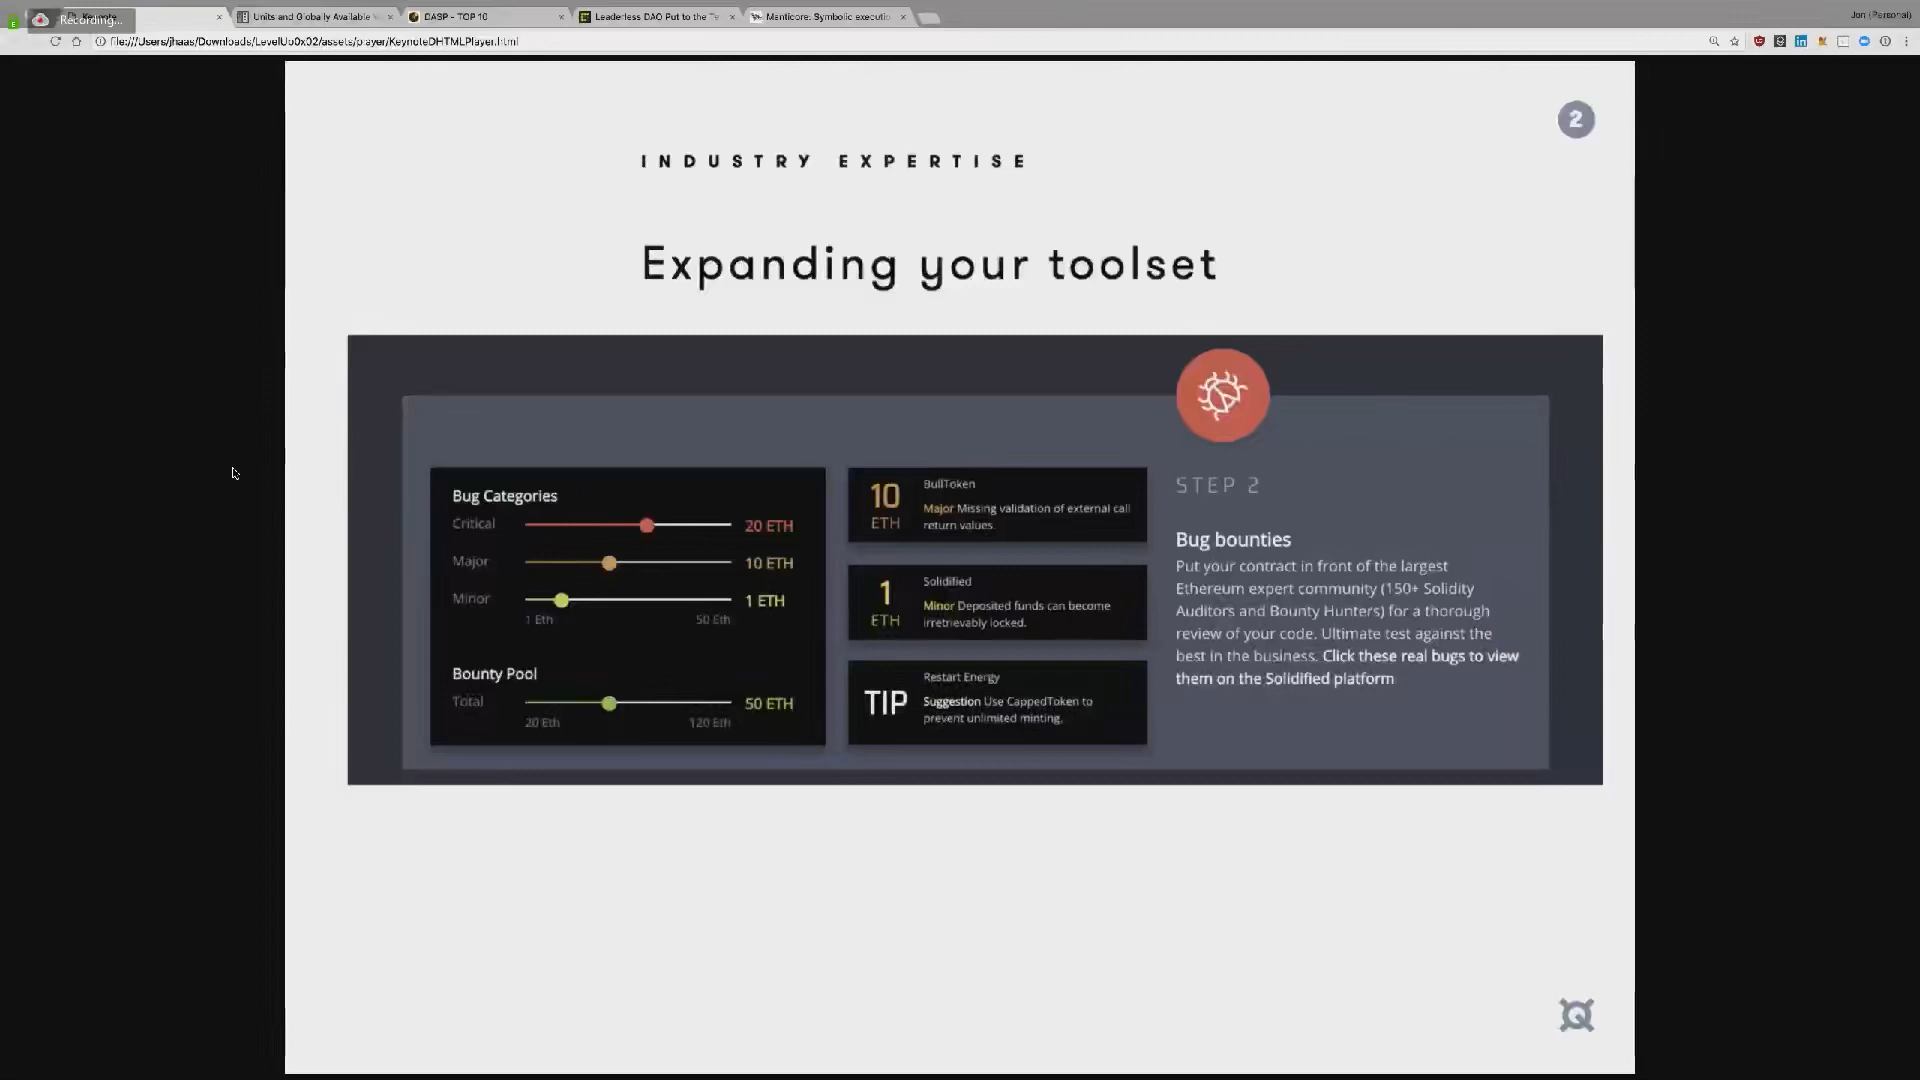 Recording...
Units and Globally Available
DASP - TOP 10
Leaderless DAO Put to the Te
Manticore: Symbolic executio
Jon (Personal)
file:///Users/jhaas/Downloads/LevelUp0x02/assets/player/KeynoteDHTMLPlayer.html
2
INDUSTRY EXPERTISE
Expanding your toolset
Bug Categories
Critical 20 ETH
Major 10 ETH
Minor 1 ETH
1 Eth 50 Eth
Bounty Pool
Total 50 ETH
20 Eth 120 Eth
10
ETH
BullToken
Major Missing validation of external call
return values.
1
ETH
Solidified
Minor Deposited funds can become
irretrievably locked.
TIP
Restart Energy
Suggestion Use CappedToken to
prevent unlimited minting.
STEP 2
Bug bounties
Put your contract in front of the largest
Ethereum expert community (150+ Solidity
Auditors and Bounty Hunters) for a thorough
review of your code. Ultimate test against the
best in the business. Click these real bugs to view
them on the Solidified platform